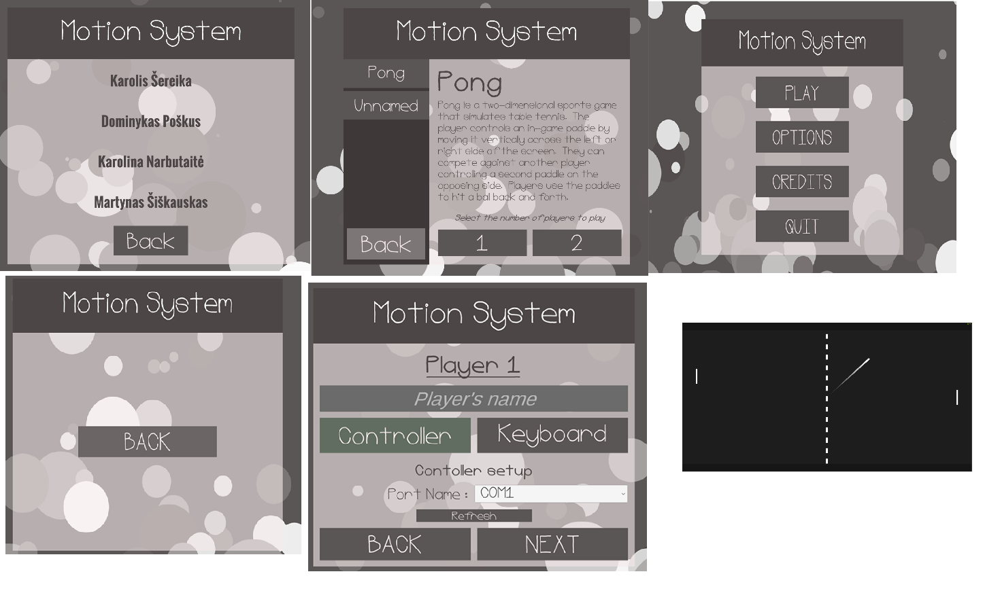 Motion System
Karolis Šereika
Dominykas Poškus
Karolina Narbutaitė
Martynas Šiškauskas
Back
Motion System
Pong
Unnamed
Back
Pong
Pong is a two-dimensional sports game
that simulates table tennis. The
player controls an in-game paddle by
moving it vertically across the left or
right side of the screen. They can
compete against another player
controling a second paddle on the
opposing side. Players use the paddles
to hit a bal back and forth.
Select the number of players to play
1 2
Motion System
PLAY
OPTIONS
CREDITS
QUIT
Motion System
BACK
Motion System
Player 1
Player's name
Controller Keyboard
Contoller setup
Port Name : COM1
Refresh
BACK NEXT